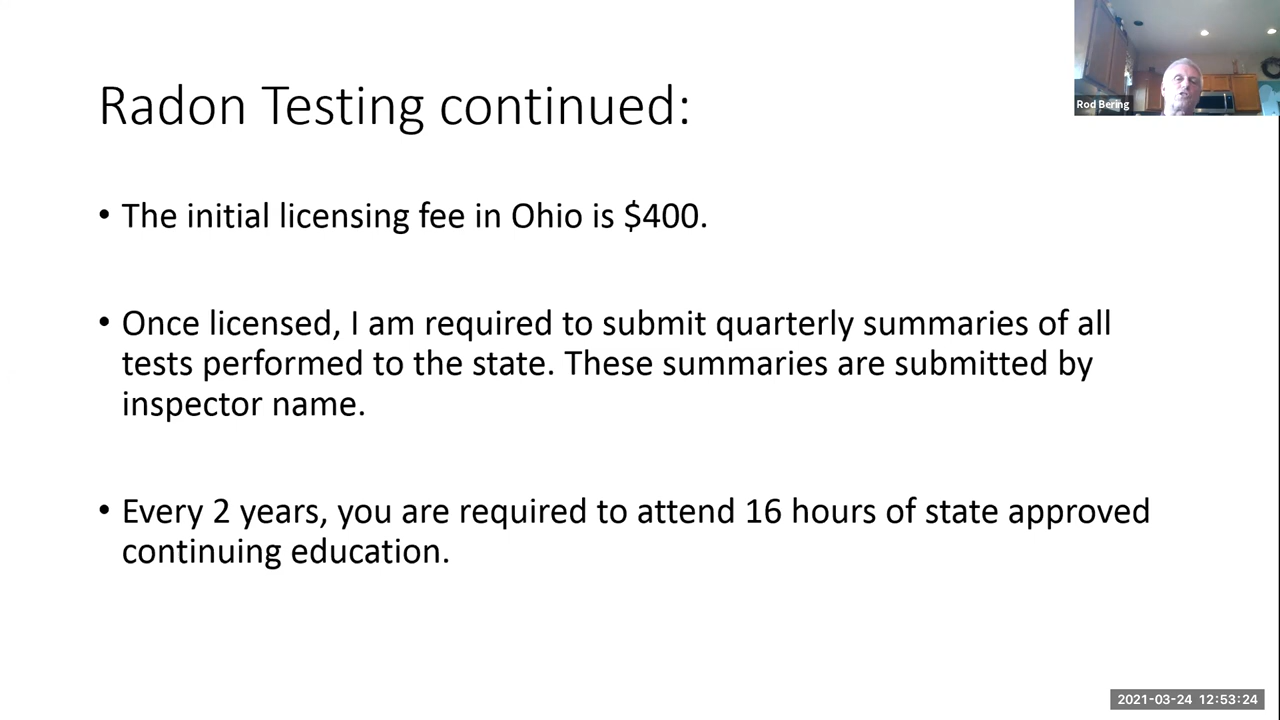 Radon Testing continued:
Rod Bering
• The initial licensing fee in Ohio is $400.
• Once licensed, I am required to submit quarterly summaries of all
tests performed to the state. These summaries are submitted by
inspector name.
• Every 2 years, you are required to attend 16 hours of state approved
continuing education.
2021-03-24 12:53:24